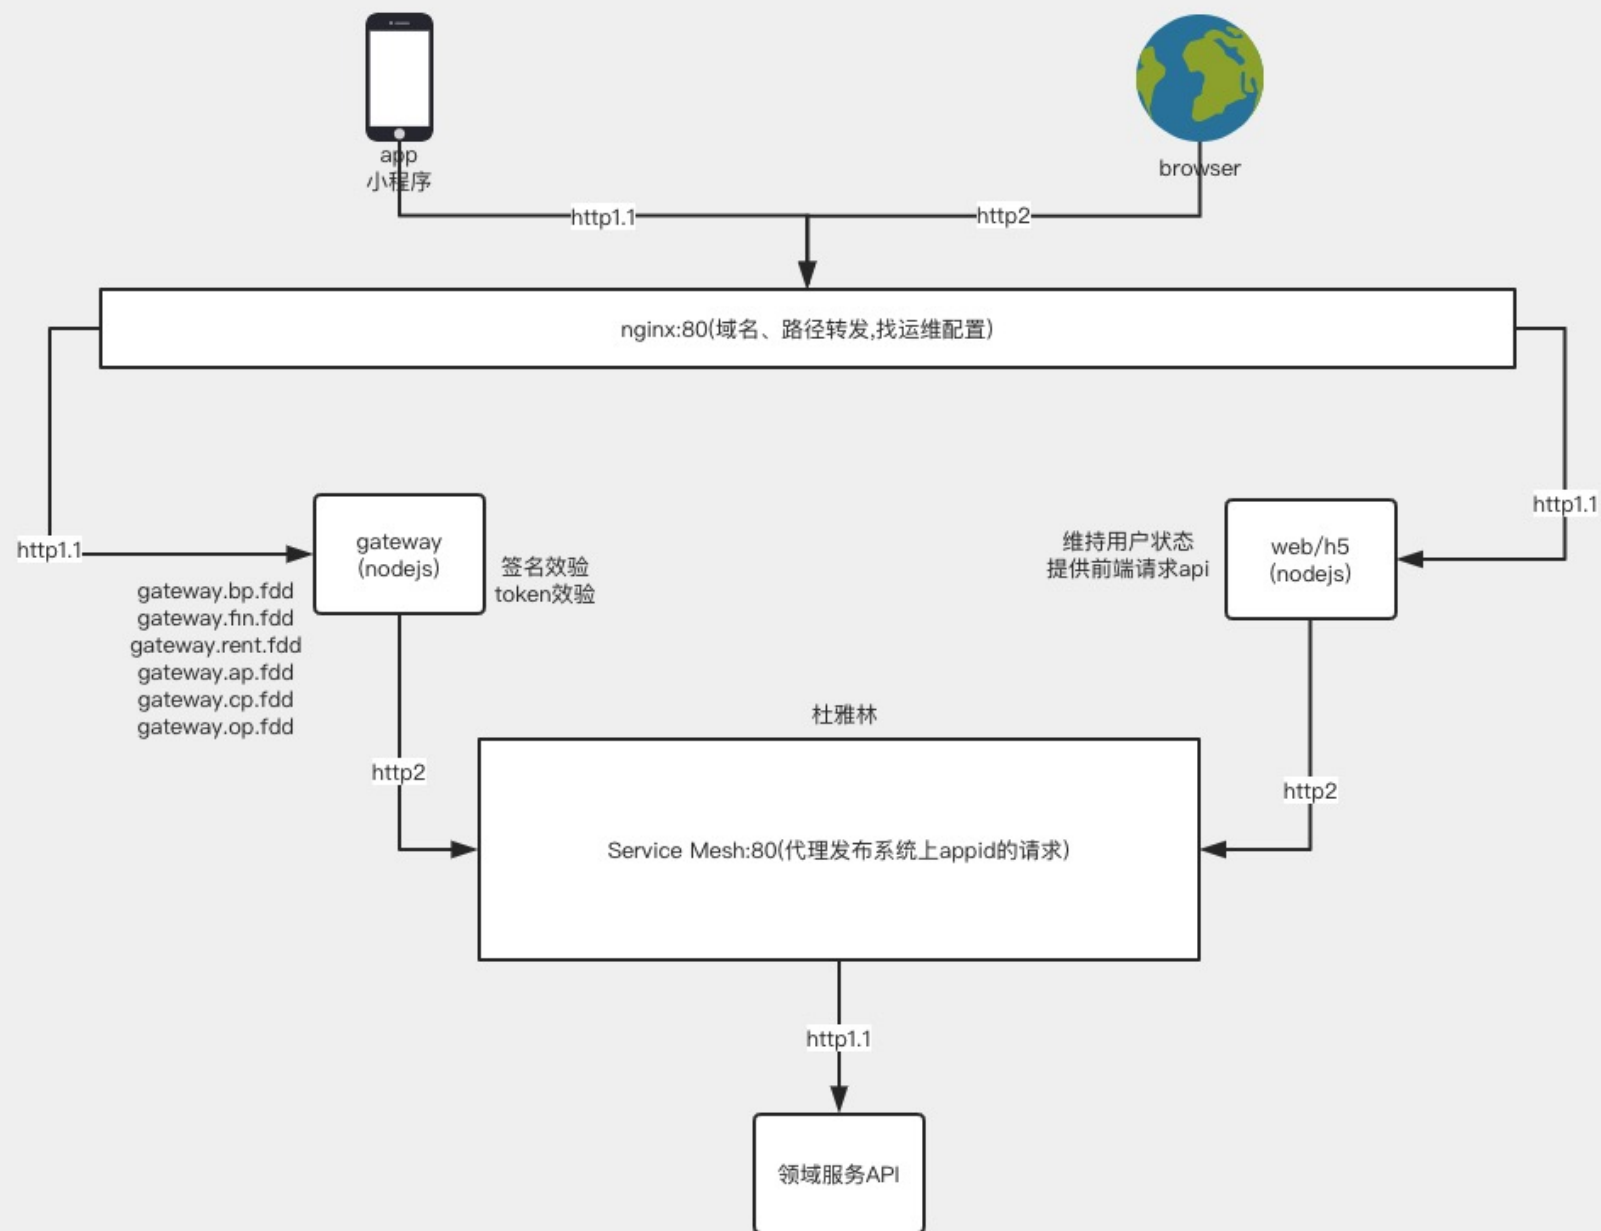 app
小程序
browser
http1.1
http2
nginx:80(域名、路径转发,找运维配置)
http1.1
http1.1
gateway
(nodejs)
签名效验
token效验
gateway.bp.fdd
gateway.fin.fdd
gateway.rent.fdd
gateway.ap.fdd
gateway.cp.fdd
gateway.op.fdd
维持用户状态
提供前端请求api
web/h5
(nodejs)
http2
http2
杜雅林
Service Mesh:80(代理发布系统上appid的请求)
http1.1
领域服务API